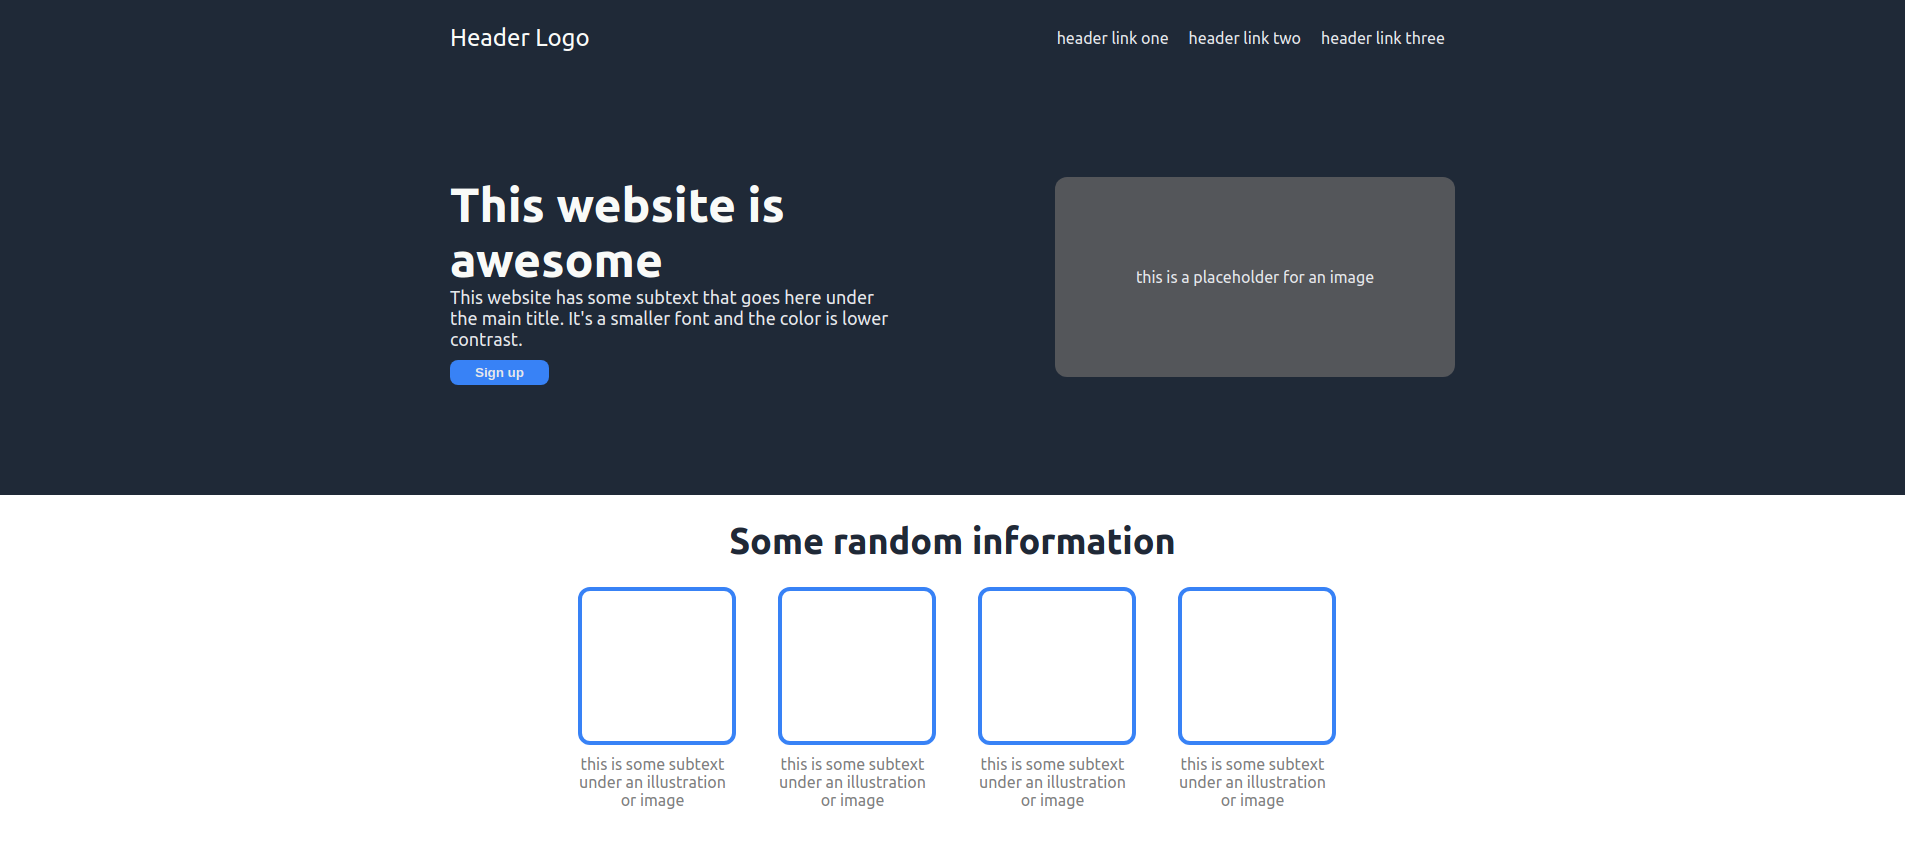 Header Logo
header link one header link two header link three
This website is
awesome
This website has some subtext that goes here under
the main title. It's a smaller font and the color is lower
contrast.
Sign up
this is a placeholder for an image
Some random information
this is some subtext
under an illustration
or image
this is some subtext
under an illustration
or image
this is some subtext
under an illustration
or image
this is some subtext
under an illustration
or image